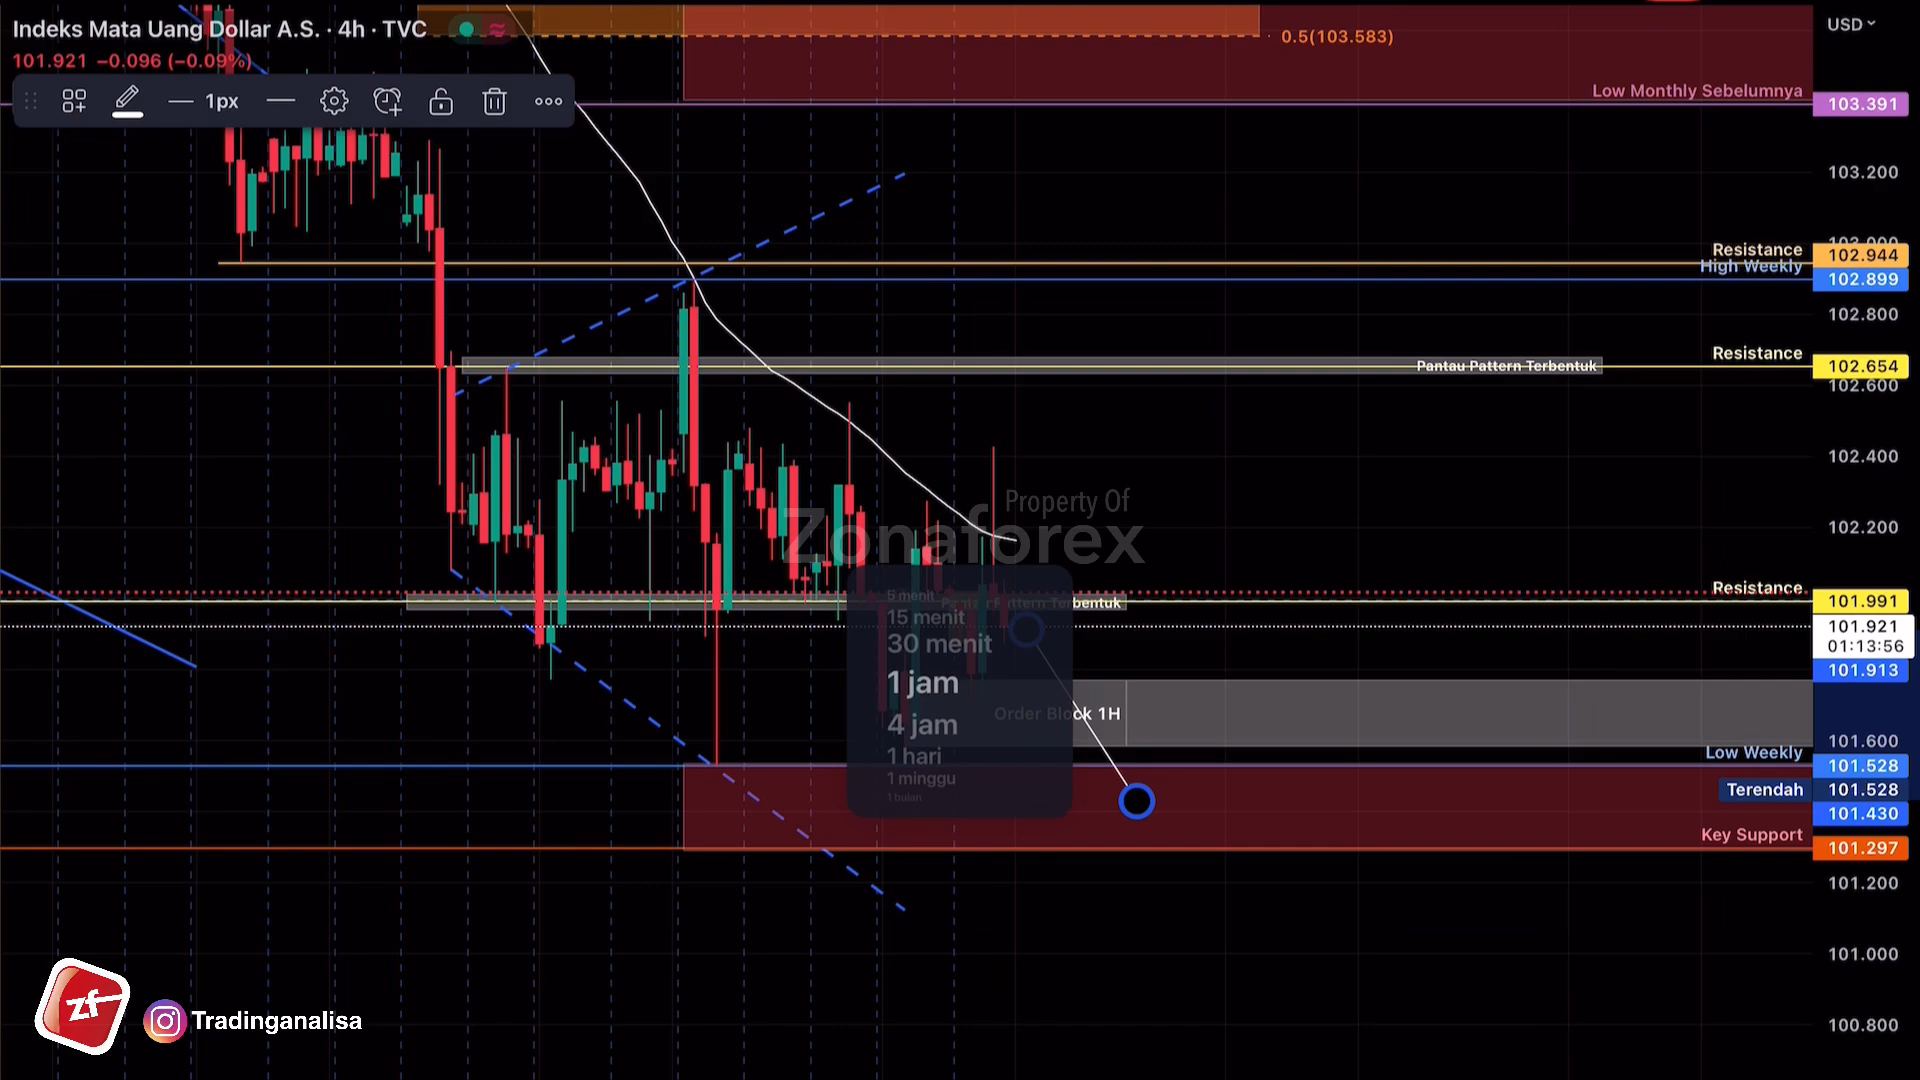 Indeks Mata Uang Dollar A.S. · 4h · TVC
101.921 −0.096 (−0.09%)
1px
USD
0.5(103.583)
Low Monthly Sebelumnya
103.391
103.200
103.000
Resistance
102.944
High Weekly
102.899
102.800
Resistance
Pantau Pattern Terbentuk
102.654
102.600
102.400
Property Of
Zonaforex
102.200
Resistance
Pantau Pattern Terbentuk
101.991
101.921
01:13:56
101.913
5 menit
15 menit
30 menit
1 jam
4 jam
1 hari
1 minggu
1 bulan
Order Block 1H
101.600
Low Weekly
101.528
Terendah
101.528
101.430
Key Support
101.297
101.200
101.000
100.800
zf
Tradinganalisa